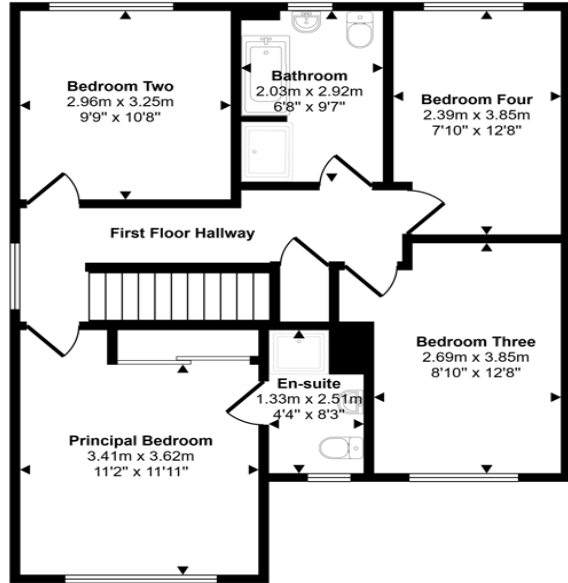 Bedroom Two
2.96m x 3.25m
9'9" x 10'8"
Bathroom
2.03m x 2.92m
6'8" x 9'7"
Bedroom Four
2.39m x 3.85m
7'10" x 12'8"
First Floor Hallway
Bedroom Three
2.69m x 3.85m
8'10" x 12'8"
En-suite
1.33m x 2.51m
4'4" x 8'3"
Principal Bedroom
3.41m x 3.62m
11'2" x 11'11"